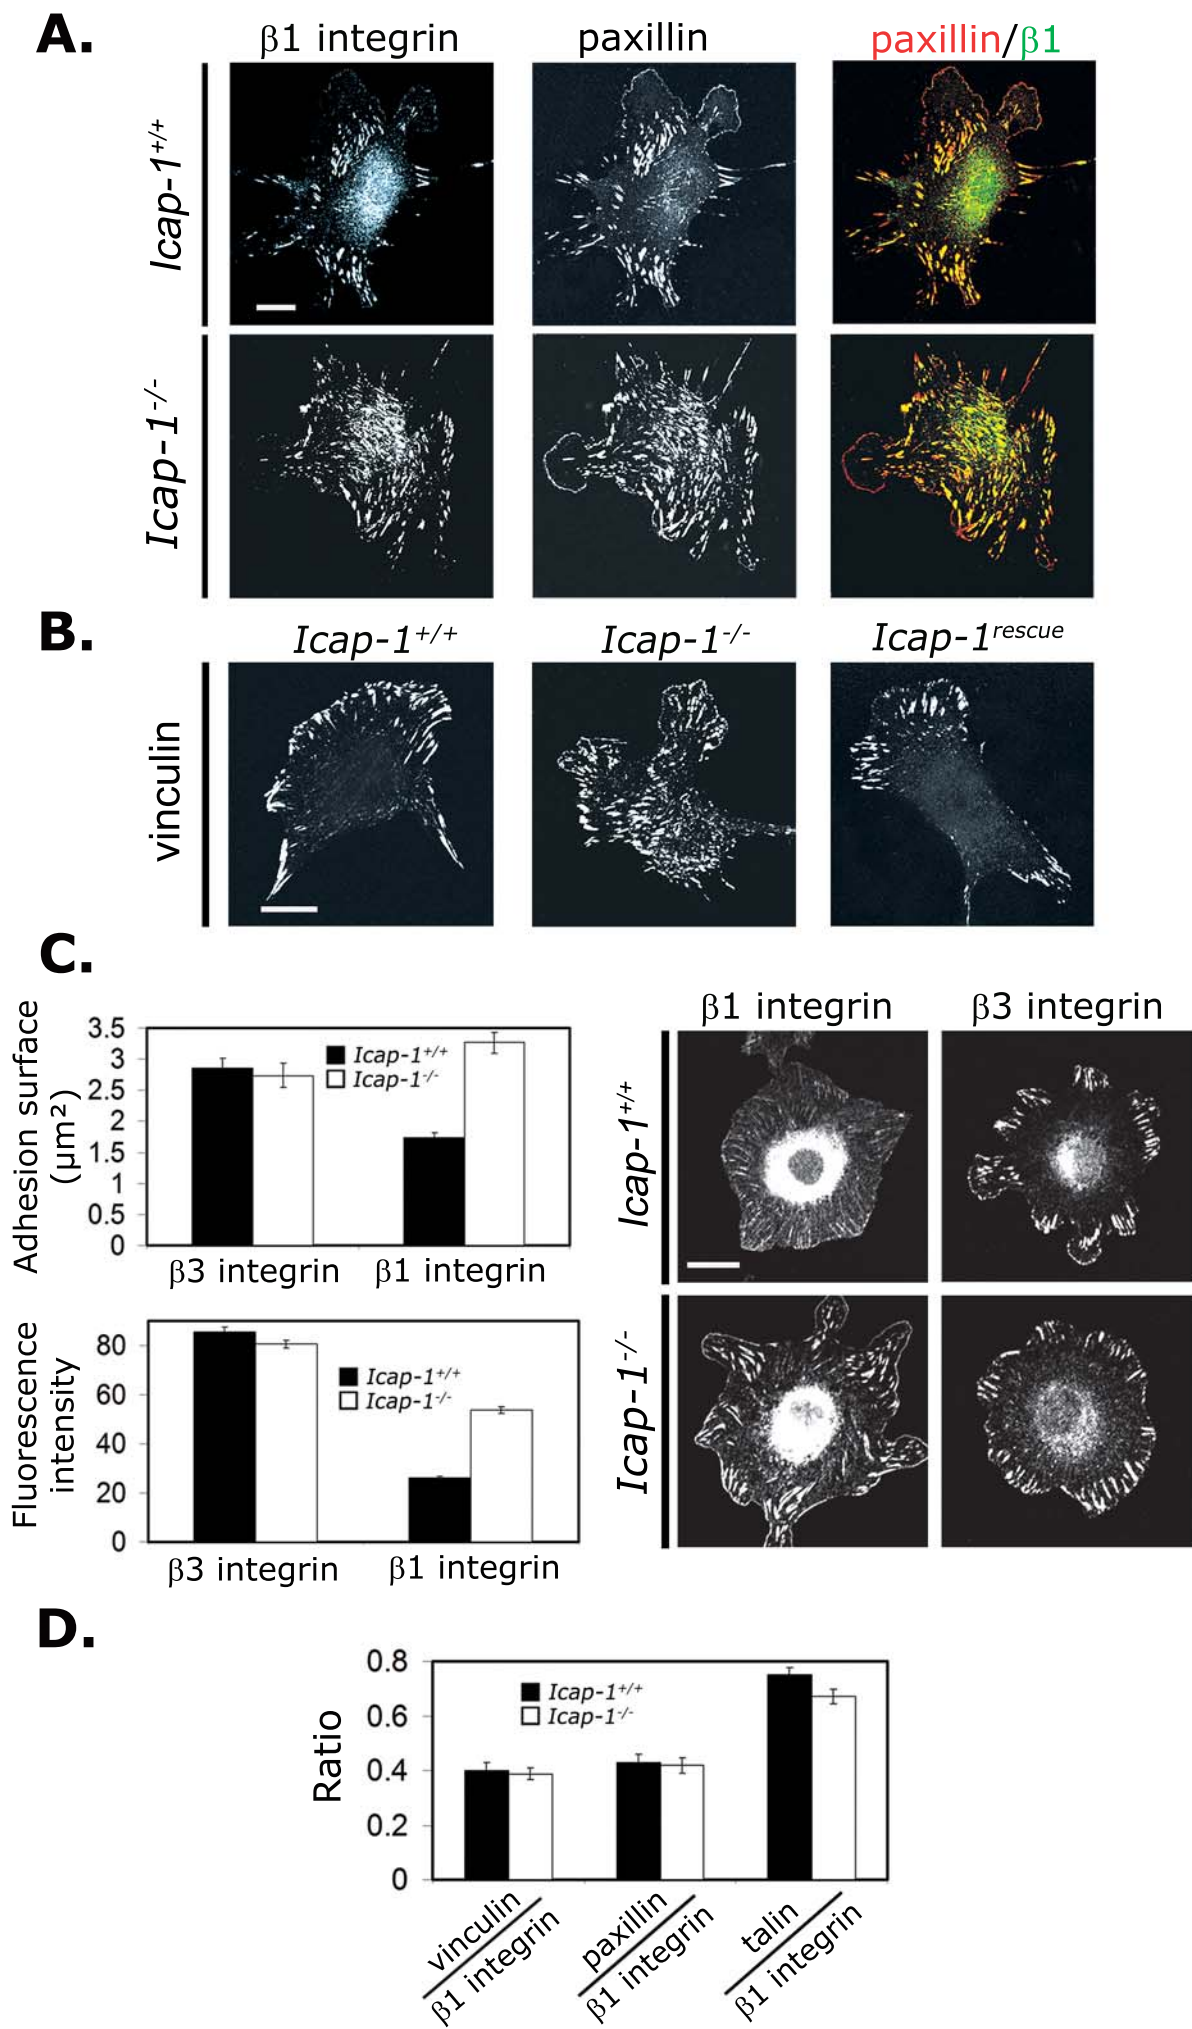 A.
β1 integrin paxillin paxillin/β1
Icap-1+/+
Icap-1-/-
B.
Icap-1+/+ Icap-1-/- Icap-1rescue
vinculin
C.
Adhesion surface
(µm²)
3.5
3
2.5
2
1.5
1
0.5
0
Icap-1+/+
Icap-1-/-
β3 integrin β1 integrin
Fluorescence
intensity
80
60
40
20
0
Icap-1+/+
Icap-1-/-
β3 integrin β1 integrin
β1 integrin β3 integrin
Icap-1+/+
Icap-1-/-
D.
Ratio
0.8
0.6
0.4
0.2
0
Icap-1+/+
Icap-1-/-
vinculin
β1 integrin
paxillin
β1 integrin
talin
β1 integrin